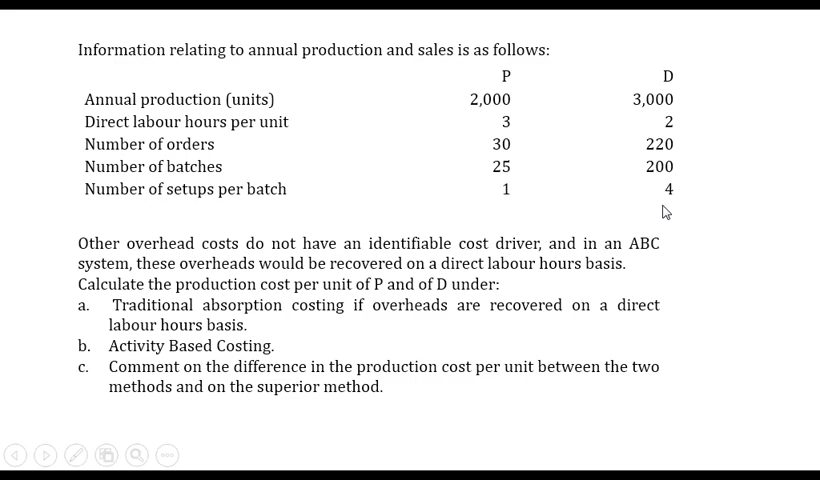 Information relating to annual production and sales is as follows:
P D
Annual production (units) 2,000 3,000
Direct labour hours per unit 3 2
Number of orders 30 220
Number of batches 25 200
Number of setups per batch 1 4
Other overhead costs do not have an identifiable cost driver, and in an ABC
system, these overheads would be recovered on a direct labour hours basis.
Calculate the production cost per unit of P and of D under:
a. Traditional absorption costing if overheads are recovered on a direct
labour hours basis.
b. Activity Based Costing.
c. Comment on the difference in the production cost per unit between the two
methods and on the superior method.